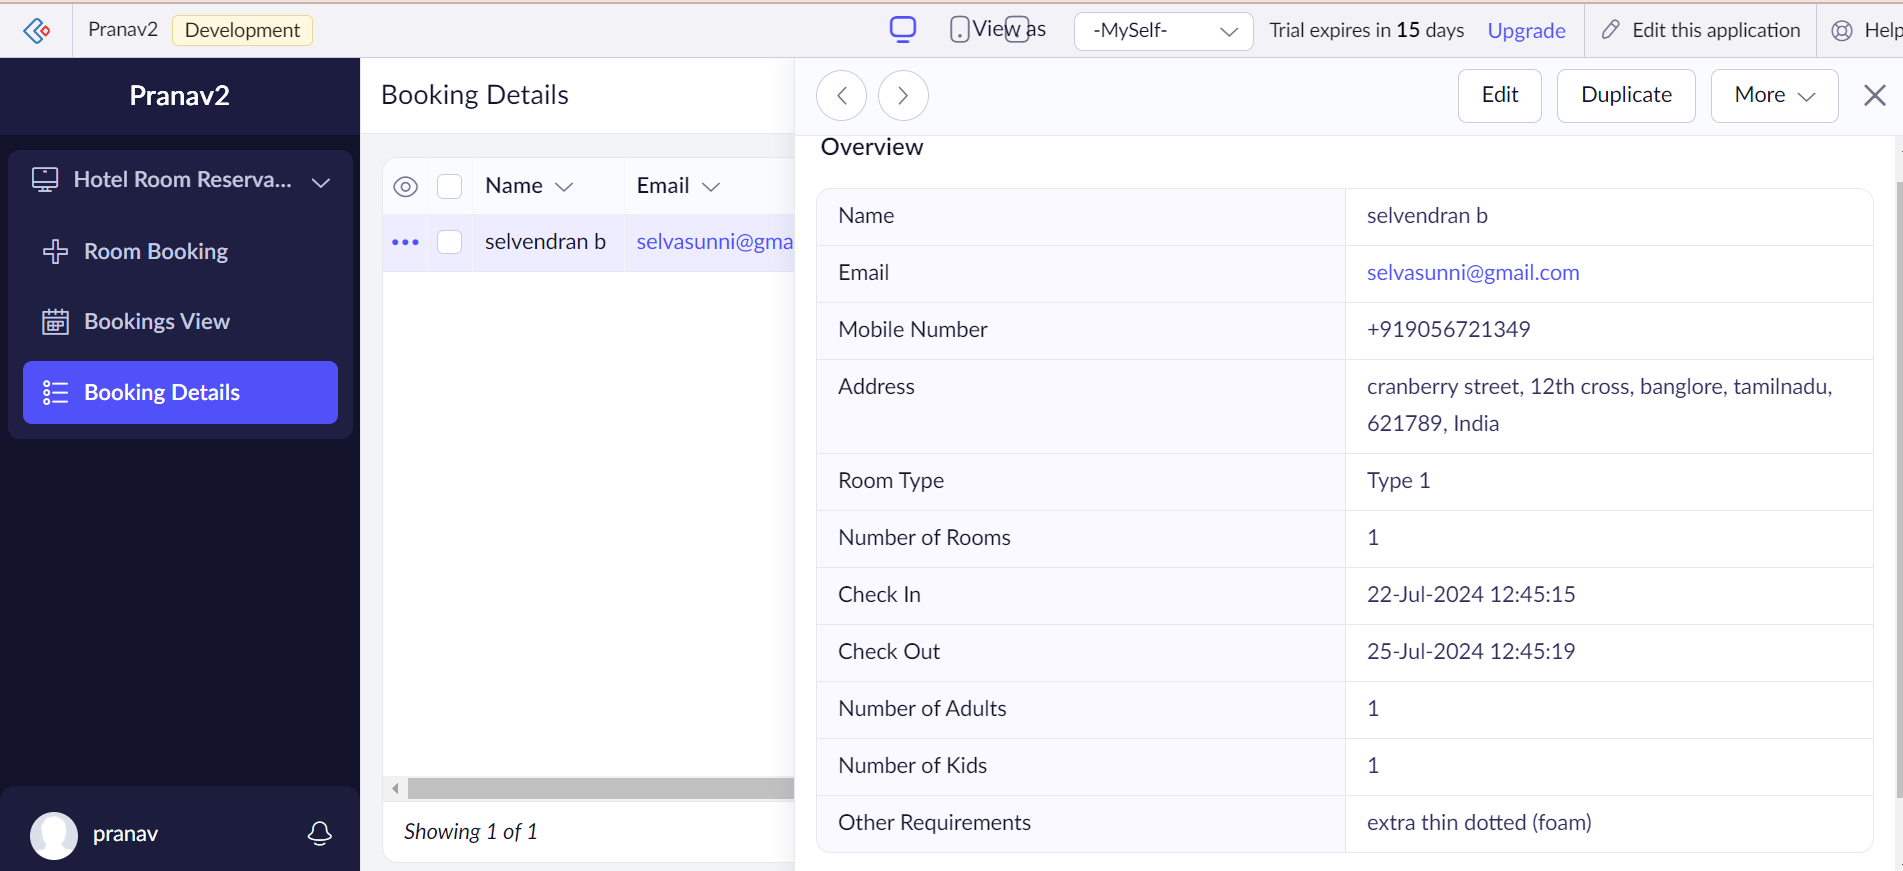 Pranav2 Development View as -MySelf- Trial expires in 15 days Upgrade Edit this application Help
Pranav2
Hotel Room Reserva...
Room Booking
Bookings View
Booking Details
pranav
Booking Details
Name Email
selvendran b selvasunni@gma
Showing 1 of 1
Edit Duplicate More
Overview
Name selvendran b
Email selvasunni@gmail.com
Mobile Number +919056721349
Address cranberry street, 12th cross, banglore, tamilnadu,
621789, India
Room Type Type 1
Number of Rooms 1
Check In 22-Jul-2024 12:45:15
Check Out 25-Jul-2024 12:45:19
Number of Adults 1
Number of Kids 1
Other Requirements extra thin dotted (foam)